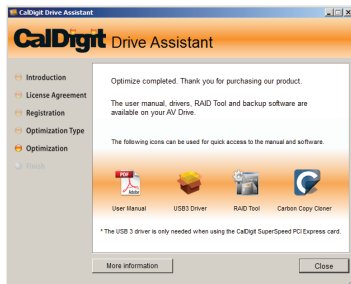 CalDigit Drive Assistant
CalDigit Drive Assistant
Introduction
License Agreement
Registration
Optimization Type
Optimization
Finish
Optimize completed. Thank you for purchasing our product.
The user manual, drivers, RAID Tool and backup software are
available on your AV Drive.
The following icons can be used for quick access to the manual and software.
PDF
Adobe
User Manual
USB3 Driver
RAID Tool
Carbon Copy Cloner
* The USB 3 driver is only needed when using the CalDigit SuperSpeed PCI Express card.
More information
Close